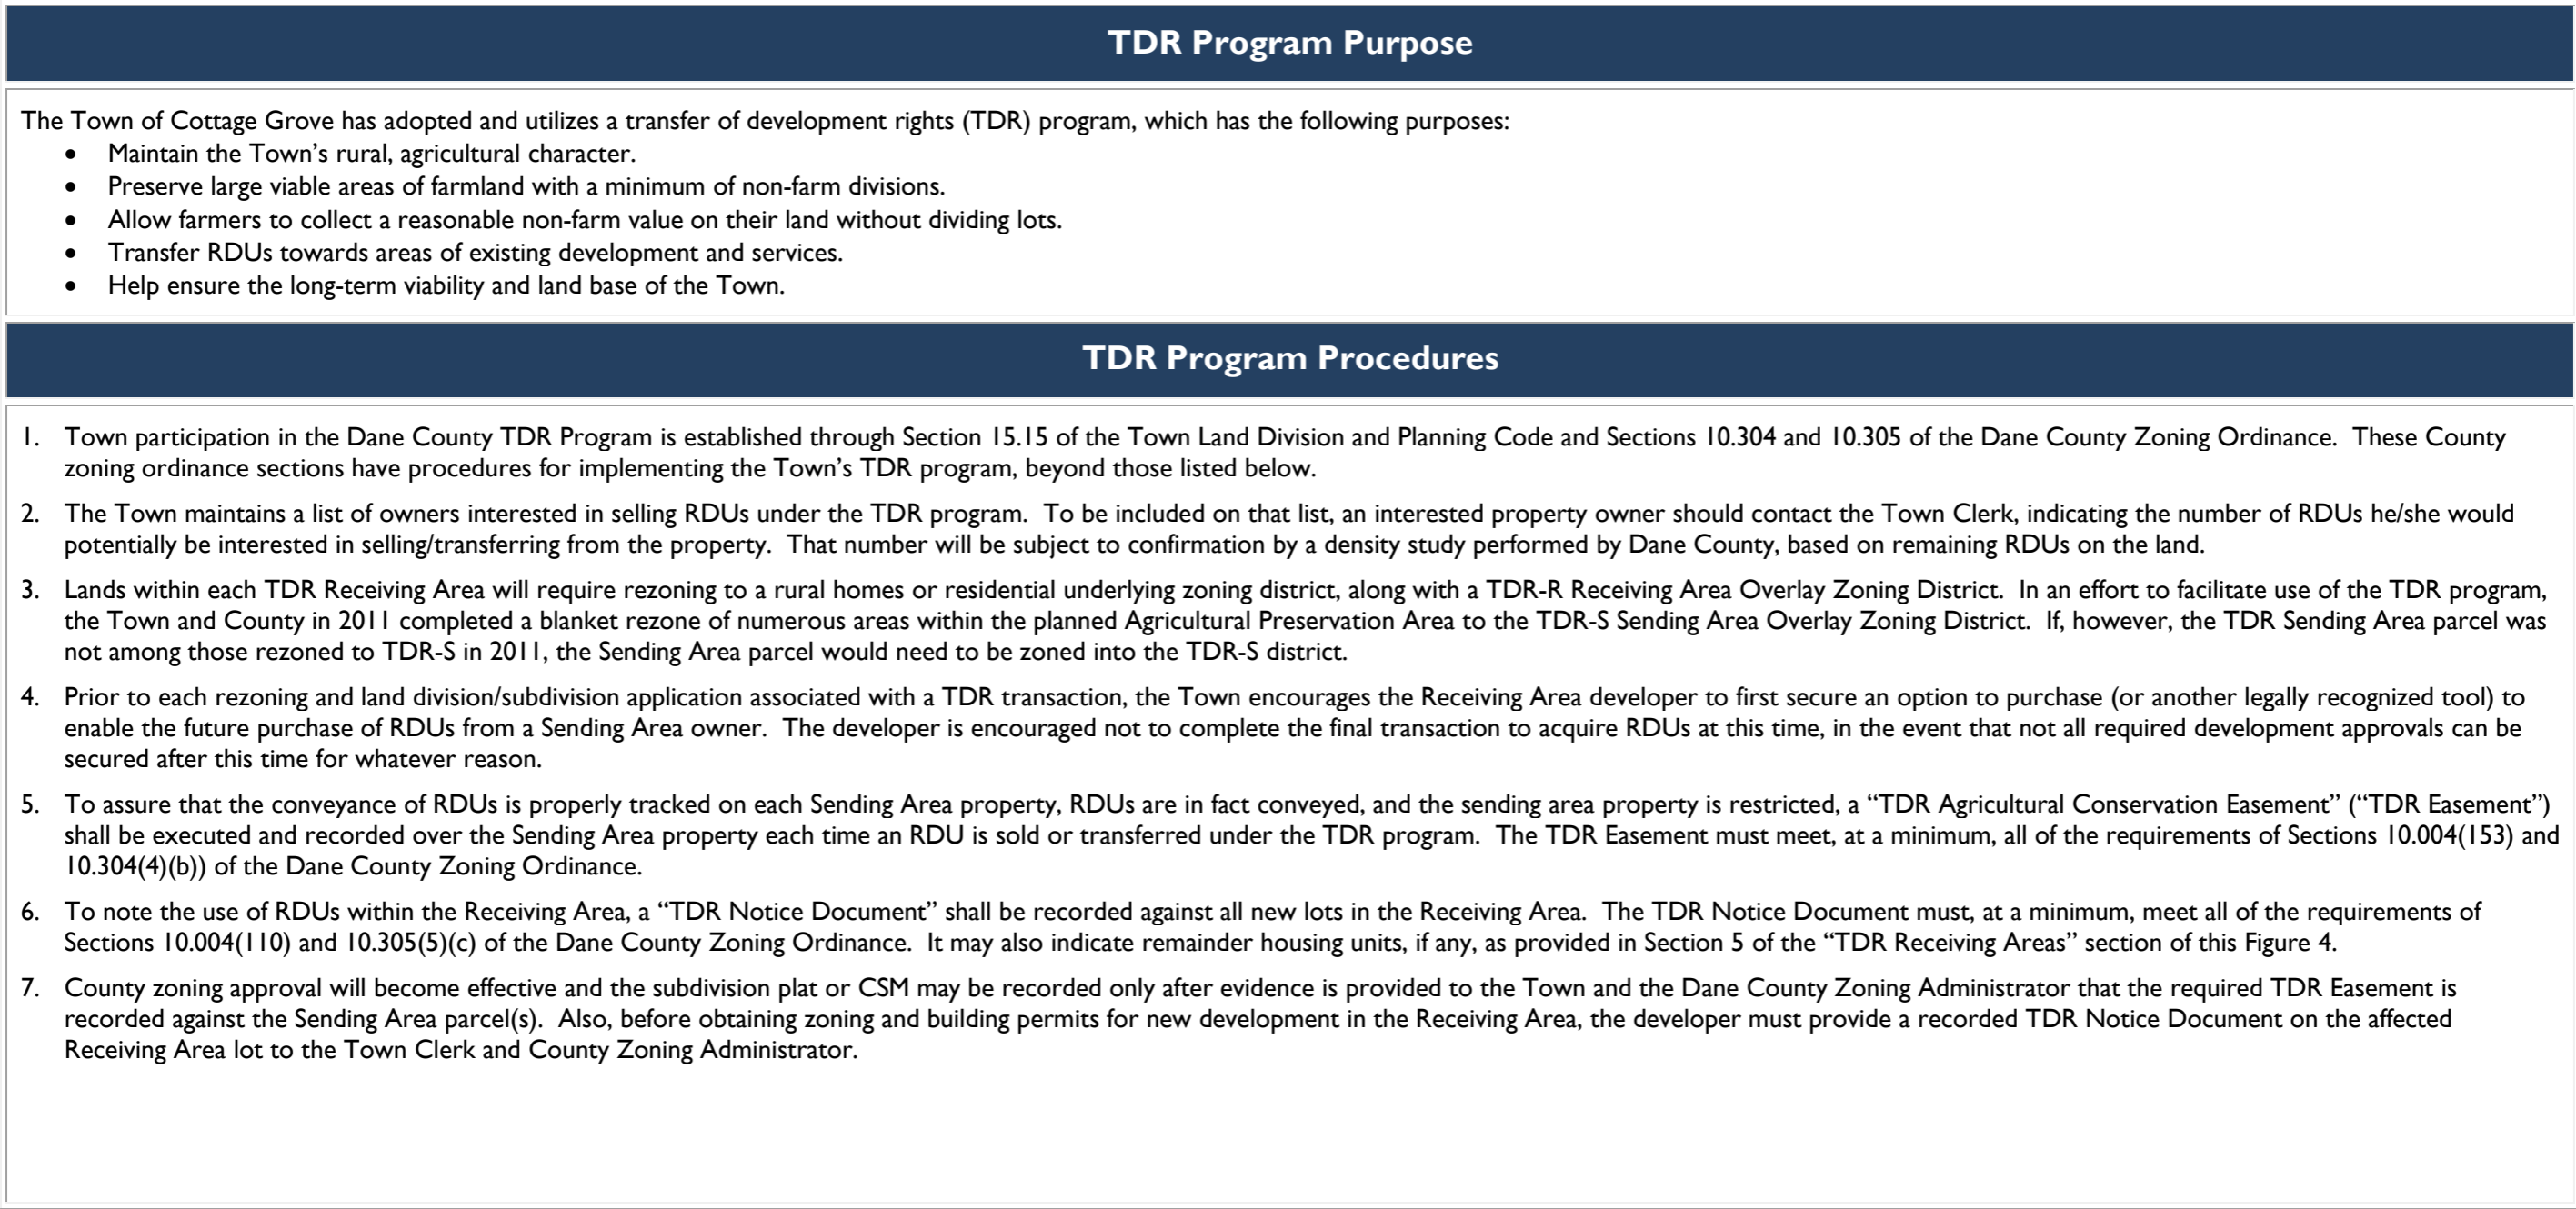 TDR Program Purpose
The Town of Cottage Grove has adopted and utilizes a transfer of development rights (TDR) program, which has the following purposes:
• Maintain the Town’s rural, agricultural character.
• Preserve large viable areas of farmland with a minimum of non-farm divisions.
• Allow farmers to collect a reasonable non-farm value on their land without dividing lots.
• Transfer RDUs towards areas of existing development and services.
• Help ensure the long-term viability and land base of the Town.
TDR Program Procedures
1. Town participation in the Dane County TDR Program is established through Section 15.15 of the Town Land Division and Planning Code and Sections 10.304 and 10.305 of the Dane County Zoning Ordinance. These County
zoning ordinance sections have procedures for implementing the Town’s TDR program, beyond those listed below.
2. The Town maintains a list of owners interested in selling RDUs under the TDR program. To be included on that list, an interested property owner should contact the Town Clerk, indicating the number of RDUs he/she would
potentially be interested in selling/transferring from the property. That number will be subject to confirmation by a density study performed by Dane County, based on remaining RDUs on the land.
3. Lands within each TDR Receiving Area will require rezoning to a rural homes or residential underlying zoning district, along with a TDR-R Receiving Area Overlay Zoning District. In an effort to facilitate use of the TDR program,
the Town and County in 2011 completed a blanket rezone of numerous areas within the planned Agricultural Preservation Area to the TDR-S Sending Area Overlay Zoning District. If, however, the TDR Sending Area parcel was
not among those rezoned to TDR-S in 2011, the Sending Area parcel would need to be zoned into the TDR-S district.
4. Prior to each rezoning and land division/subdivision application associated with a TDR transaction, the Town encourages the Receiving Area developer to first secure an option to purchase (or another legally recognized tool) to
enable the future purchase of RDUs from a Sending Area owner. The developer is encouraged not to complete the final transaction to acquire RDUs at this time, in the event that not all required development approvals can be
secured after this time for whatever reason.
5. To assure that the conveyance of RDUs is properly tracked on each Sending Area property, RDUs are in fact conveyed, and the sending area property is restricted, a “TDR Agricultural Conservation Easement” (“TDR Easement”)
shall be executed and recorded over the Sending Area property each time an RDU is sold or transferred under the TDR program. The TDR Easement must meet, at a minimum, all of the requirements of Sections 10.004(153) and
10.304(4)(b)) of the Dane County Zoning Ordinance.
6. To note the use of RDUs within the Receiving Area, a “TDR Notice Document” shall be recorded against all new lots in the Receiving Area. The TDR Notice Document must, at a minimum, meet all of the requirements of
Sections 10.004(110) and 10.305(5)(c) of the Dane County Zoning Ordinance. It may also indicate remainder housing units, if any, as provided in Section 5 of the “TDR Receiving Areas” section of this Figure 4.
7. County zoning approval will become effective and the subdivision plat or CSM may be recorded only after evidence is provided to the Town and the Dane County Zoning Administrator that the required TDR Easement is
recorded against the Sending Area parcel(s). Also, before obtaining zoning and building permits for new development in the Receiving Area, the developer must provide a recorded TDR Notice Document on the affected
Receiving Area lot to the Town Clerk and County Zoning Administrator.